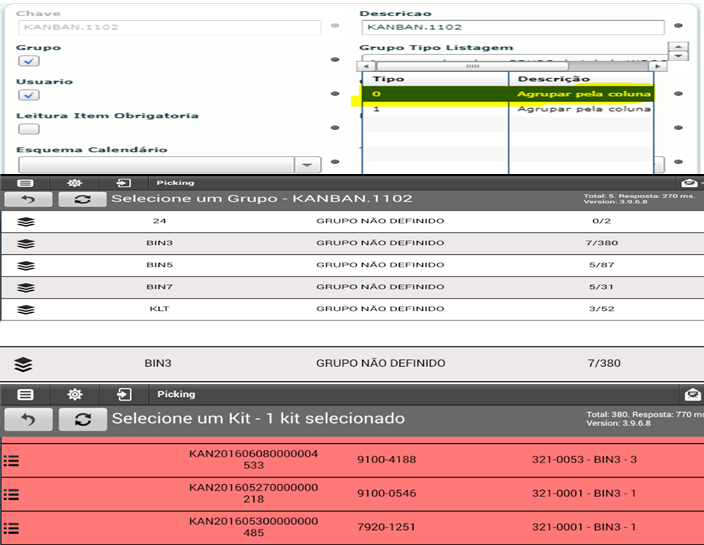 Chave Descricao
KANBAN.1102 KANBAN.1102
Grupo Grupo Tipo Listagem
Tipo Descrição
Usuario
0 Agrupar pela coluna
1 Agrupar pela coluna
Leitura Item Obrigatoria
Esquema Calendário
Picking
Selecione um Grupo - KANBAN.1102 Total: 5. Resposta: 270 ms.
Version: 3.9.6.8
24 GRUPO NÃO DEFINIDO 0/2
BIN3 GRUPO NÃO DEFINIDO 7/380
BIN5 GRUPO NÃO DEFINIDO 5/87
BIN7 GRUPO NÃO DEFINIDO 5/31
KLT GRUPO NÃO DEFINIDO 3/52
BIN3 GRUPO NÃO DEFINIDO 7/380
Picking
Selecione um Kit - 1 kit selecionado Total: 380. Resposta: 770 ms
Version: 3.9.6.8
KAN201606080000004
533 9100-4188 321-0053 - BIN3 - 3
KAN201605270000000
218 9100-0546 321-0001 - BIN3 - 1
KAN201605300000000
485 7920-1251 321-0001 - BIN3 - 1